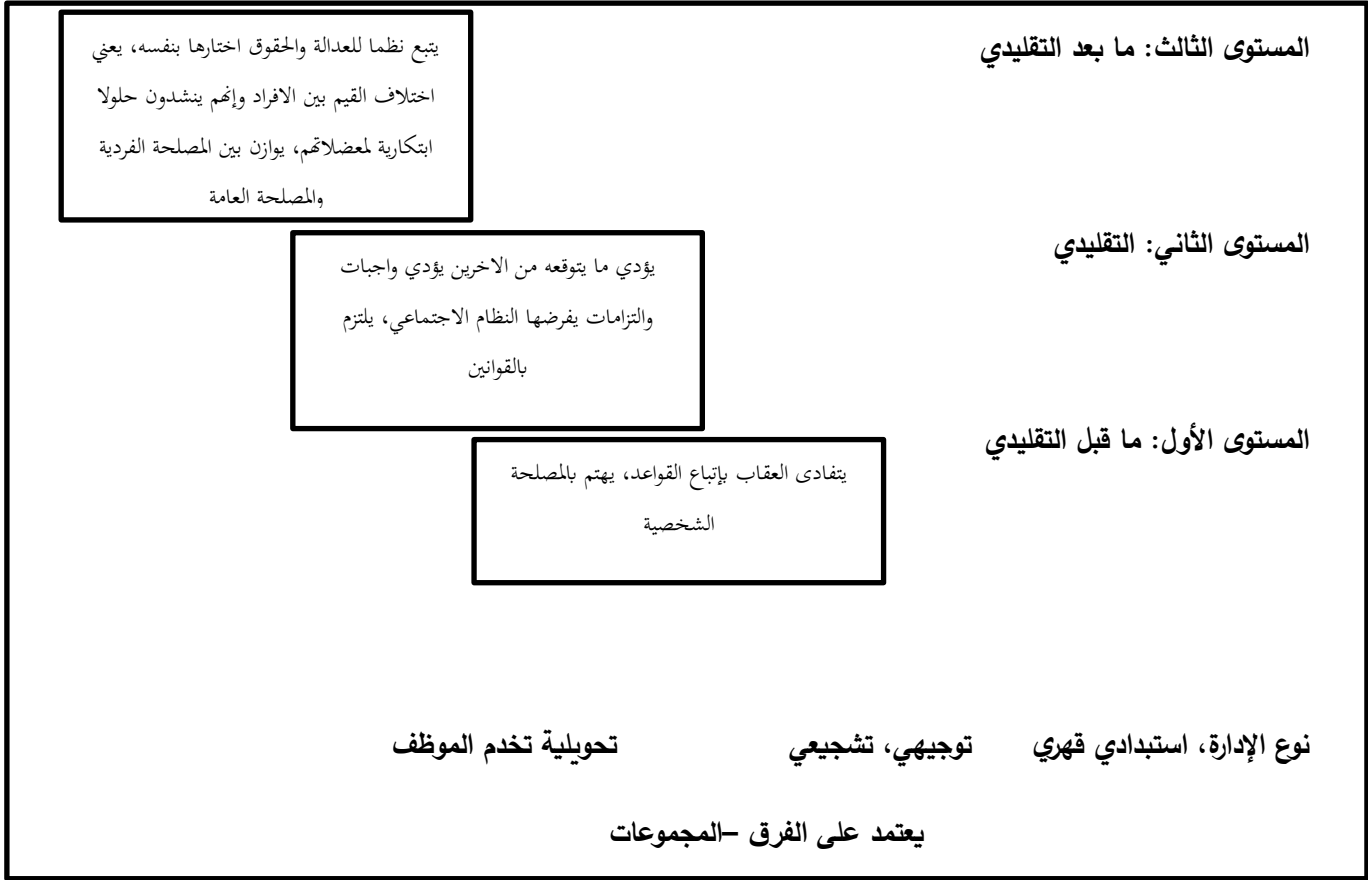 المستوى الثالث: ما بعد التقليدي
يتبع نظما للعدالة والحقوق اختارها بنفسه، يعني
اختلاف القيم بين الافراد وإنهم ينشدون حلولا
ابتكارية لمعضلاتهم، يوازن بين المصلحة الفردية
والمصلحة العامة
المستوى الثاني: التقليدي
يؤدي ما يتوقعه من الاخرين يؤدي واجبات
والتزامات يفرضها النظام الاجتماعي، يلتزم
بالقوانين
المستوى الأول: ما قبل التقليدي
يتفادى العقاب بإتباع القواعد، يهتم بالمصلحة
الشخصية
نوع الإدارة، استبدادي قهري توجيهي، تشجيعي تحويلية تخدم الموظف
يعتمد على الفرق –المجموعات